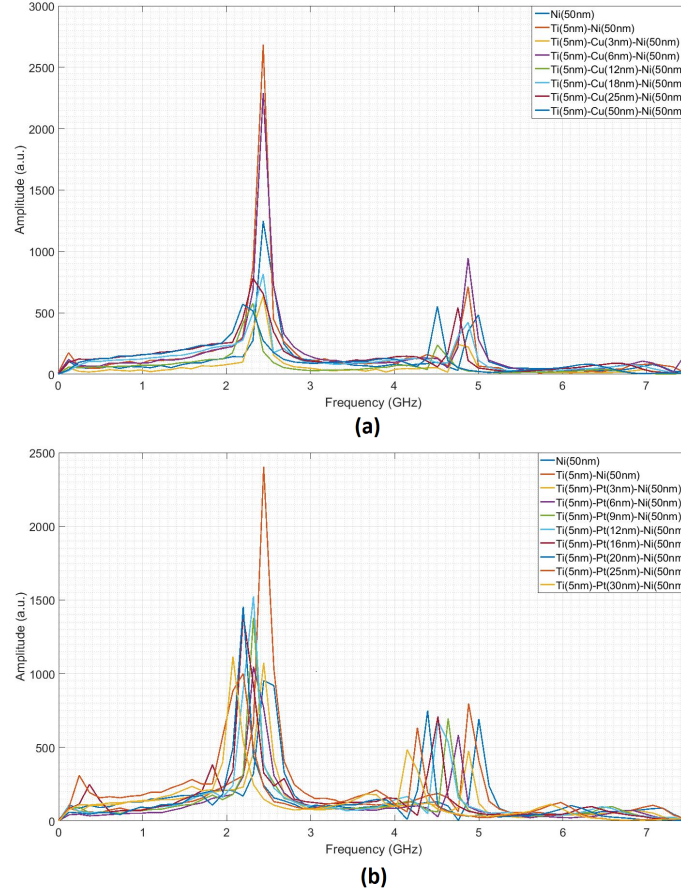 3000
2500
2000
1500
1000
500
0
Amplitude (a.u.)
0 1 2 3 4 5 6 7
Frequency (GHz)
Ni(50nm)
Ti(5nm)-Ni(50nm)
Ti(5nm)-Cu(3nm)-Ni(50nm)
Ti(5nm)-Cu(6nm)-Ni(50nm)
Ti(5nm)-Cu(12nm)-Ni(50nm
Ti(5nm)-Cu(18nm)-Ni(50nm
Ti(5nm)-Cu(25nm)-Ni(50nm
Ti(5nm)-Cu(50nm)-Ni(50nm
(a)
2500
2000
1500
1000
500
0
Amplitude (a.u.)
0 1 2 3 4 5 6 7
Frequency (GHz)
Ni(50nm)
Ti(5nm)-Ni(50nm)
Ti(5nm)-Pt(3nm)-Ni(50nm)
Ti(5nm)-Pt(6nm)-Ni(50nm)
Ti(5nm)-Pt(9nm)-Ni(50nm)
Ti(5nm)-Pt(12nm)-Ni(50nm
Ti(5nm)-Pt(16nm)-Ni(50nm
Ti(5nm)-Pt(20nm)-Ni(50nm
Ti(5nm)-Pt(25nm)-Ni(50nm
Ti(5nm)-Pt(30nm)-Ni(50nm
(b)